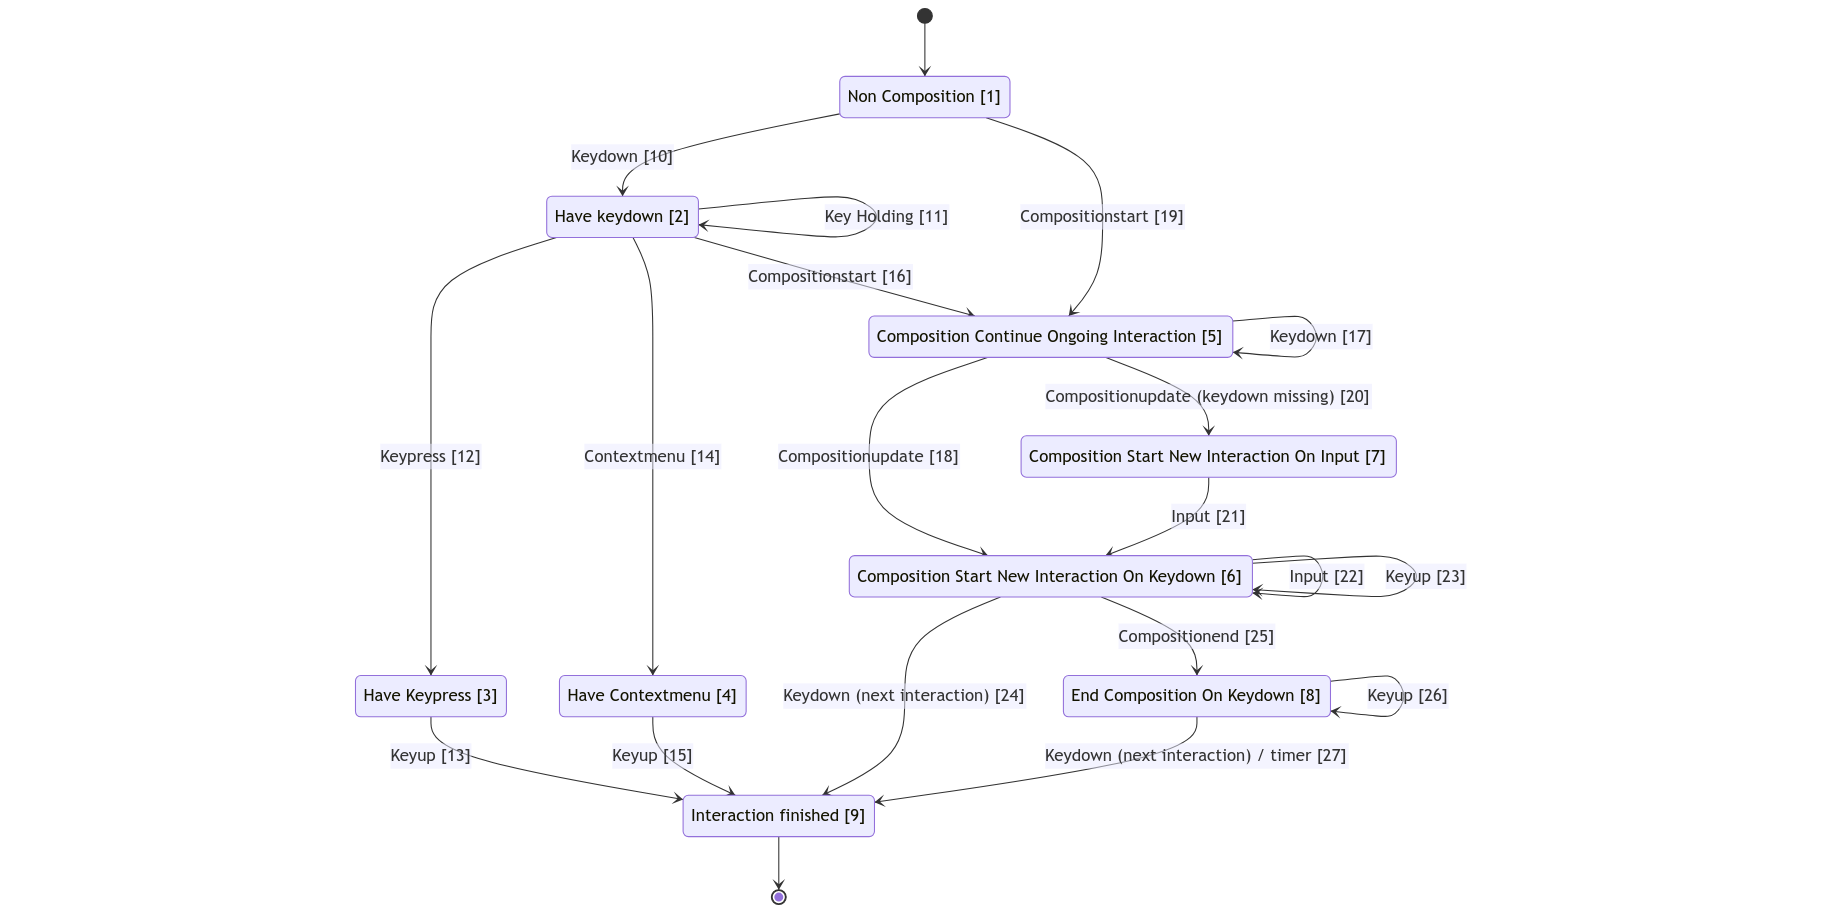 Non Composition [1]
Keydown [10]
Have keydown [2]
Key Holding [11]
Compositionstart [19]
Compositionstart [16]
Composition Continue Ongoing Interaction [5]
Keydown [17]
Compositionupdate (keydown missing) [20]
Keypress [12]
Contextmenu [14]
Compositionupdate [18]
Composition Start New Interaction On Input [7]
Input [21]
Composition Start New Interaction On Keydown [6]
Input [22]
Keyup [23]
Compositionend [25]
Have Keypress [3]
Have Contextmenu [4]
Keydown (next interaction) [24]
End Composition On Keydown [8]
Keyup [26]
Keyup [13]
Keyup [15]
Keydown (next interaction) / timer [27]
Interaction finished [9]